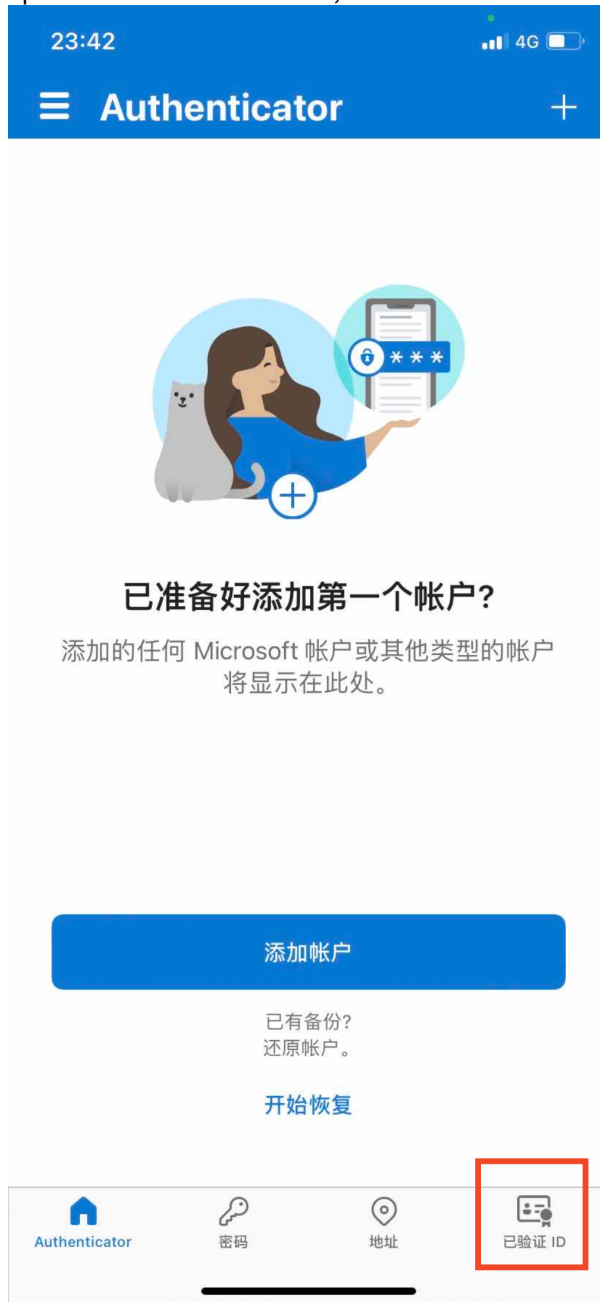 23:42
4G
Authenticator
* * *
已准备好添加第一个帐户?
添加的任何 Microsoft 帐户或其他类型的帐户
将显示在此处。
添加帐户
已有备份?
还原帐户。
开始恢复
Authenticator
密码
地址
已验证 ID